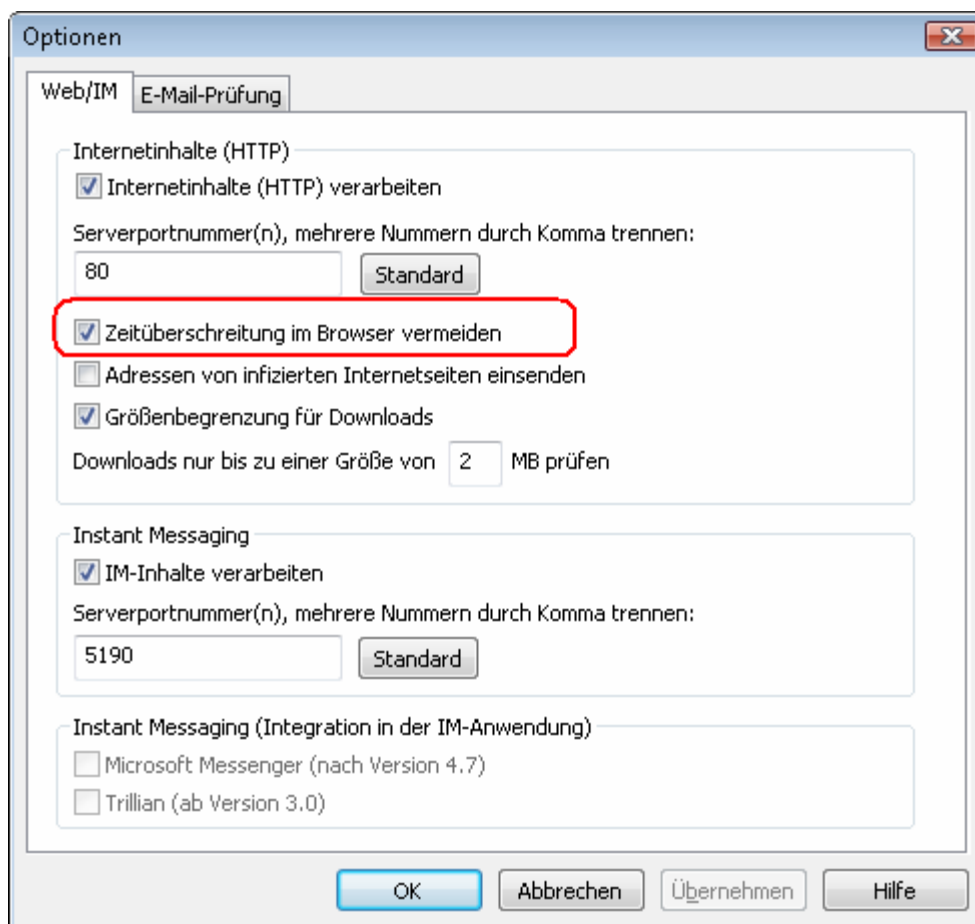 Optionen
Web/IM
E-Mail-Prüfung
Internetinhalte (HTTP)
Internetinhalte (HTTP) verarbeiten
Serverportnummer(n), mehrere Nummern durch Komma trennen:
80 Standard
Zeitüberschreitung im Browser vermeiden
Adressen von infizierten Internetseiten einsenden
Größenbegrenzung für Downloads
Downloads nur bis zu einer Größe von 2 MB prüfen
Instant Messaging
IM-Inhalte verarbeiten
Serverportnummer(n), mehrere Nummern durch Komma trennen:
5190 Standard
Instant Messaging (Integration in der IM-Anwendung)
Microsoft Messenger (nach Version 4.7)
Trillian (ab Version 3.0)
OK Abbrechen Übernehmen Hilfe